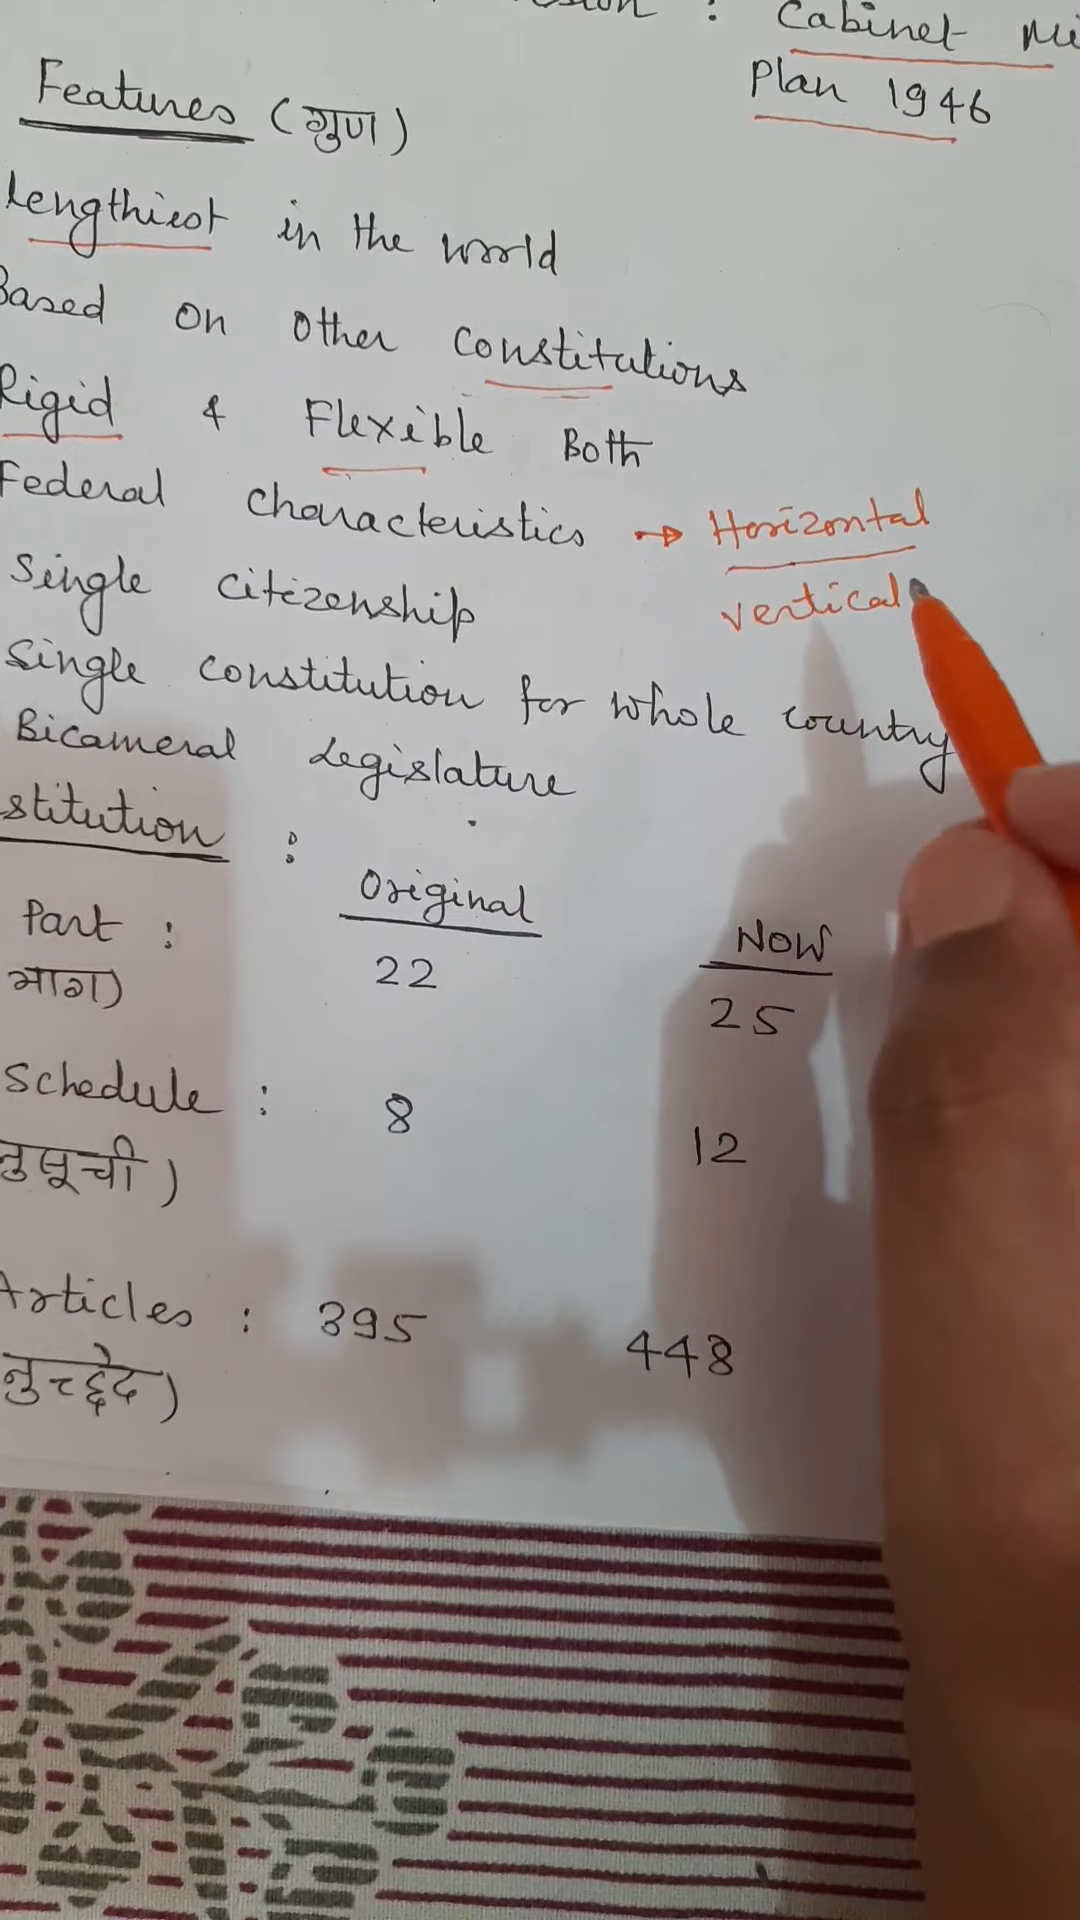 : Cabinet
Plan 1946
Features (गुण)
Lengthiest in the world
Based on other constitutions
Rigid & Flexible Both
Federal characteristics → Horizontal
vertical
Single citizenship
Single constitution for whole country
Bicameral Legislature
stitution :
Original
NOW
Part : 22 25
भाग)
Schedule : 8 12
नुसूची)
Articles : 395 448
नुच्छेद)